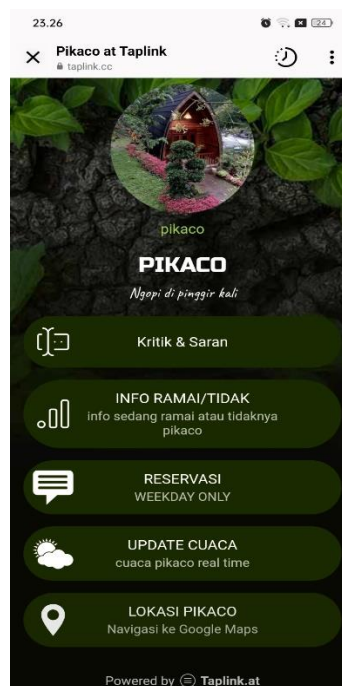 23.26
24
Pikaco at Taplink
taplink.cc
pikaco
PIKACO
Ngopi di pinggir kali
Kritik & Saran
INFO RAMAI/TIDAK
info sedang ramai atau tidaknya
pikaco
RESERVASI
WEEKDAY ONLY
UPDATE CUACA
cuaca pikaco real time
LOKASI PIKACO
Navigasi ke Google Maps
Powered by Taplink.at